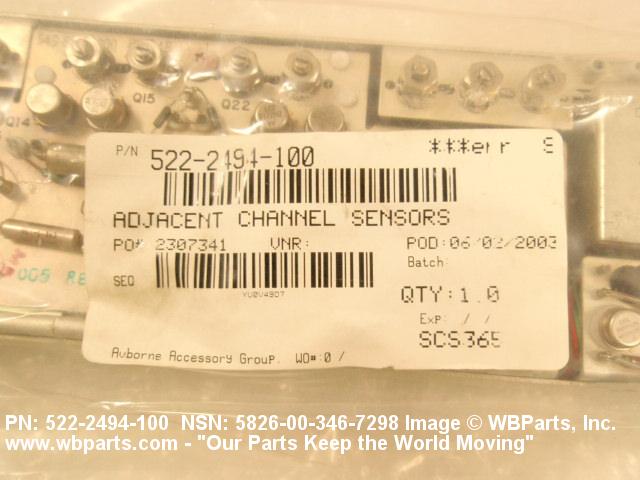 Q15
Q22
Q14
P/N 522-2494-100 ***err
ADJACENT CHANNEL SENSORS
PO# 2307341 VNR: POD:06/02/2003
Batch:
SEQ
YU0V49D7
QTY:1.0
Exp: / /
SCS365
Avborne Accessory Group. WO#:0 /
PN: 522-2494-100 NSN: 5826-00-346-7298 Image © WBParts, Inc.
www.wbparts.com - "Our Parts Keep the World Moving"